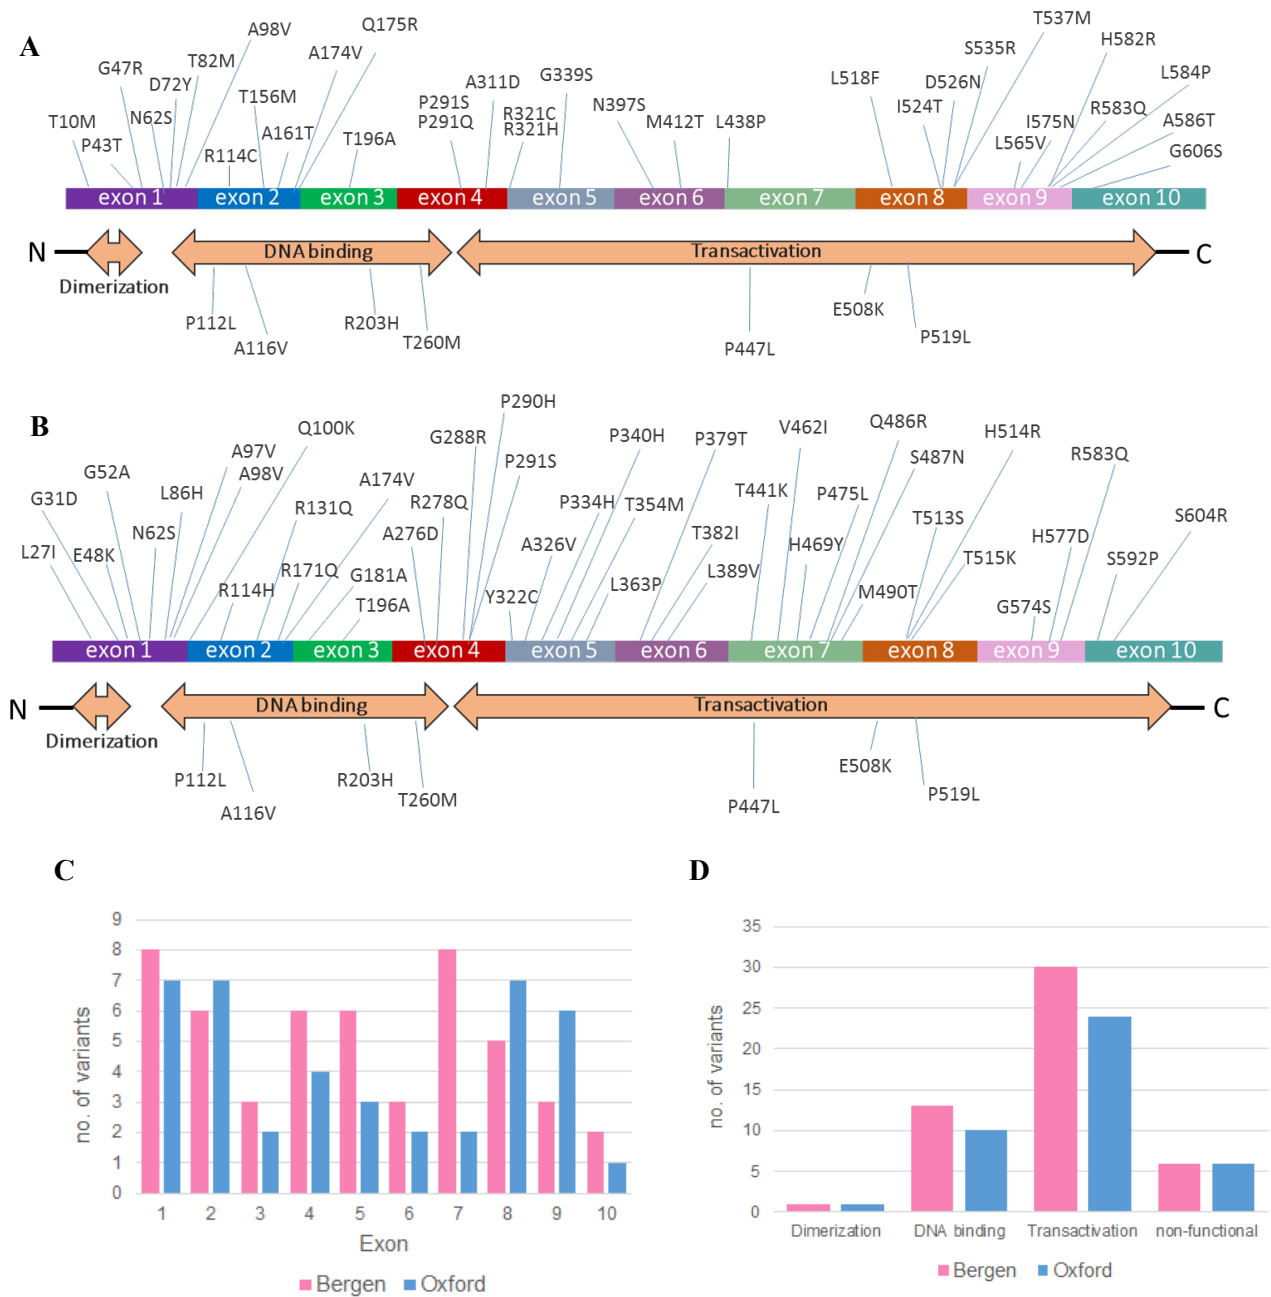 A
T10M
P43T
G47R
N62S
D72Y
T82M
A98V
R114C
T156M
A161T
A174V
Q175R
T196A
P291S
P291Q
A311D
R321C
R321H
G339S
N397S
M412T
L438P
L518F
I524T
D526N
S535R
T537M
L565V
I575N
H582R
R583Q
L584P
A586T
G606S
exon 1 exon 2 exon 3 exon 4 exon 5 exon 6 exon 7 exon 8 exon 9 exon 10
N DNA binding Transactivation C
Dimerization
P112L
A116V
R203H
T260M
P447L
E508K
P519L
B
L27I
G31D
E48K
G52A
N62S
L86H
A97V
A98V
Q100K
R114H
R131Q
R171Q
A174V
G181A
T196A
A276D
R278Q
G288R
P290H
P291S
Y322C
A326V
P334H
P340H
T354M
L363P
P379T
T382I
L389V
T441K
V462I
H469Y
P475L
Q486R
S487N
M490T
T513S
H514R
T515K
G574S
H577D
R583Q
S592P
S604R
exon 1 exon 2 exon 3 exon 4 exon 5 exon 6 exon 7 exon 8 exon 9 exon 10
N DNA binding Transactivation C
Dimerization
P112L
A116V
R203H
T260M
P447L
E508K
P519L
C
no. of variants
9
8
7
6
5
4
3
2
1
0
1 2 3 4 5 6 7 8 9 10
Exon
Bergen Oxford
D
no. of variants
35
30
25
20
15
10
5
0
Dimerization DNA binding Transactivation non-functional
Bergen Oxford